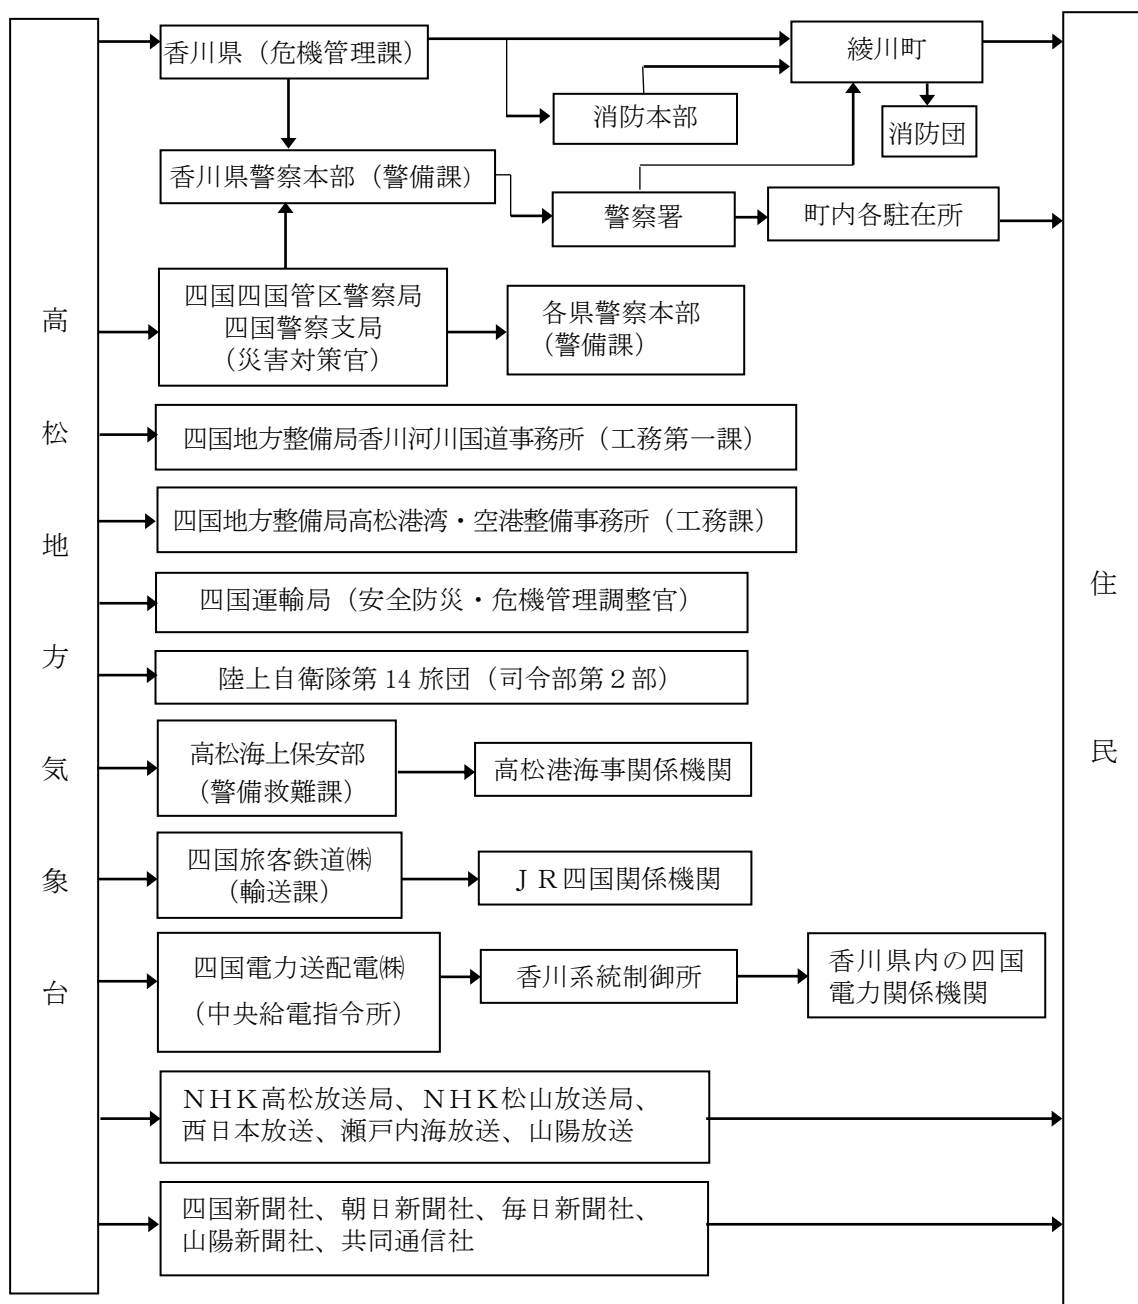 高松地方気象台
香川県（危機管理課）
綾川町
消防本部
消防団
香川県警察本部（警備課）
警察署
町内各駐在所
四国四国管区警察局
四国警察支局
（災害対策官）
各県警察本部
（警備課）
四国地方整備局香川河川国道事務所（工務第一課）
四国地方整備局高松港湾・空港整備事務所（工務課）
四国運輸局（安全防災・危機管理調整官）
陸上自衛隊第14旅団（司令部第２部）
高松海上保安部
（警備救難課）
高松港海事関係機関
四国旅客鉄道㈱
（輸送課）
ＪＲ四国関係機関
四国電力送配電㈱
（中央給電指令所）
香川系統制御所
香川県内の四国
電力関係機関
ＮＨＫ高松放送局、ＮＨＫ松山放送局、
西日本放送、瀬戸内海放送、山陽放送
四国新聞社、朝日新聞社、毎日新聞社、
山陽新聞社、共同通信社
住民